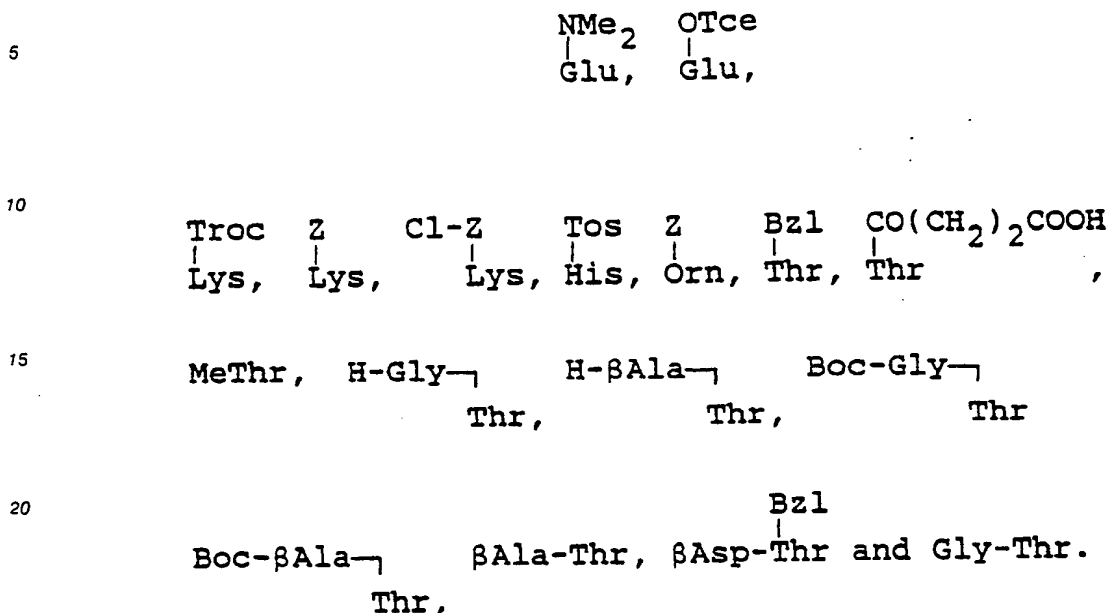 NMe2 OTce
5
Glu, Glu,
10
Troc Z Cl-Z Tos Z Bzl CO(CH2)2COOH
Lys, Lys, Lys, His, Orn, Thr, Thr ,
15
MeThr, H-Gly H-βAla Boc-Gly
Thr, Thr, Thr
20
Bzl
Boc-βAla βAla-Thr, βAsp-Thr and Gly-Thr.
Thr,